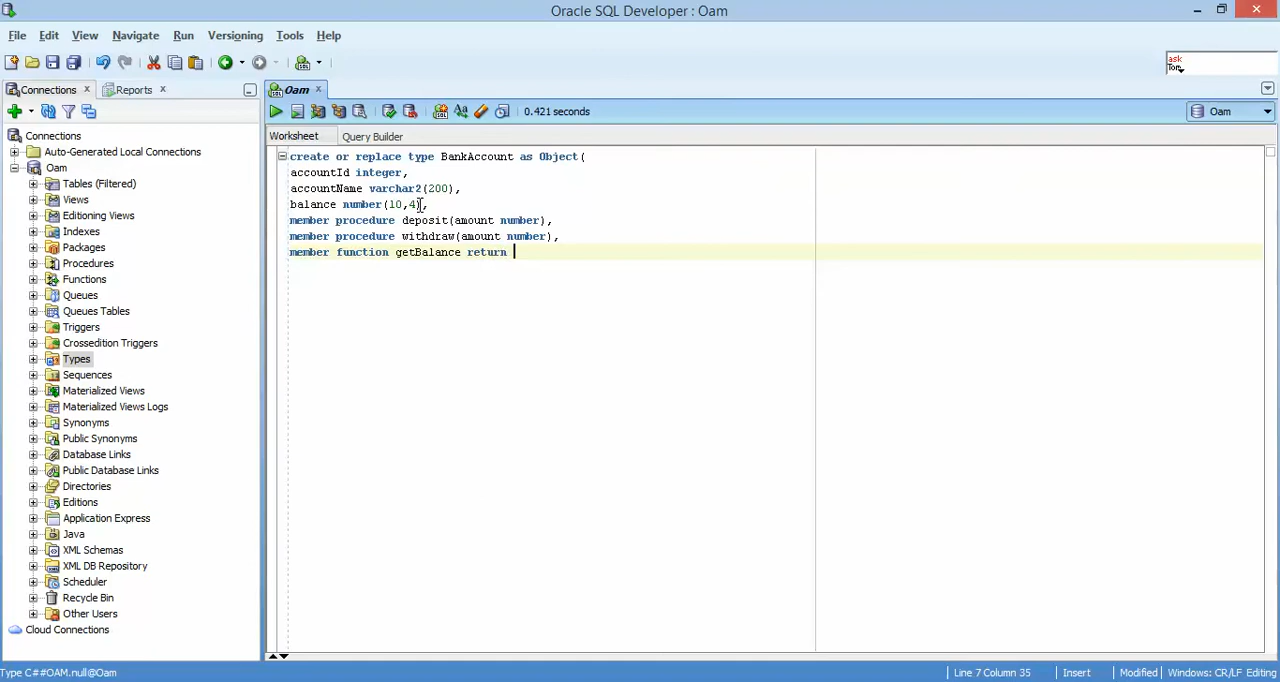 Oracle SQL Developer : Oam
File Edit View Navigate Run Versioning Tools Help
ask
Tom
Connections Reports
Oam
0.421 seconds
Oam
Worksheet Query Builder
Connections
Auto-Generated Local Connections
Oam
Tables (Filtered)
Views
Editioning Views
Indexes
Packages
Procedures
Functions
Queues
Queues Tables
Triggers
Crossedition Triggers
Types
Sequences
Materialized Views
Materialized Views Logs
Synonyms
Public Synonyms
Database Links
Public Database Links
Directories
Editions
Application Express
Java
XML Schemas
XML DB Repository
Scheduler
Recycle Bin
Other Users
Cloud Connections
create or replace type BankAccount as Object(
accountId integer,
accountName varchar2(200),
balance number(10,4),
member procedure deposit(amount number),
member procedure withdraw(amount number),
member function getBalance return
Type C##OAM.null@Oam
Line 7 Column 35 Insert Modified Windows: CR/LF Editing